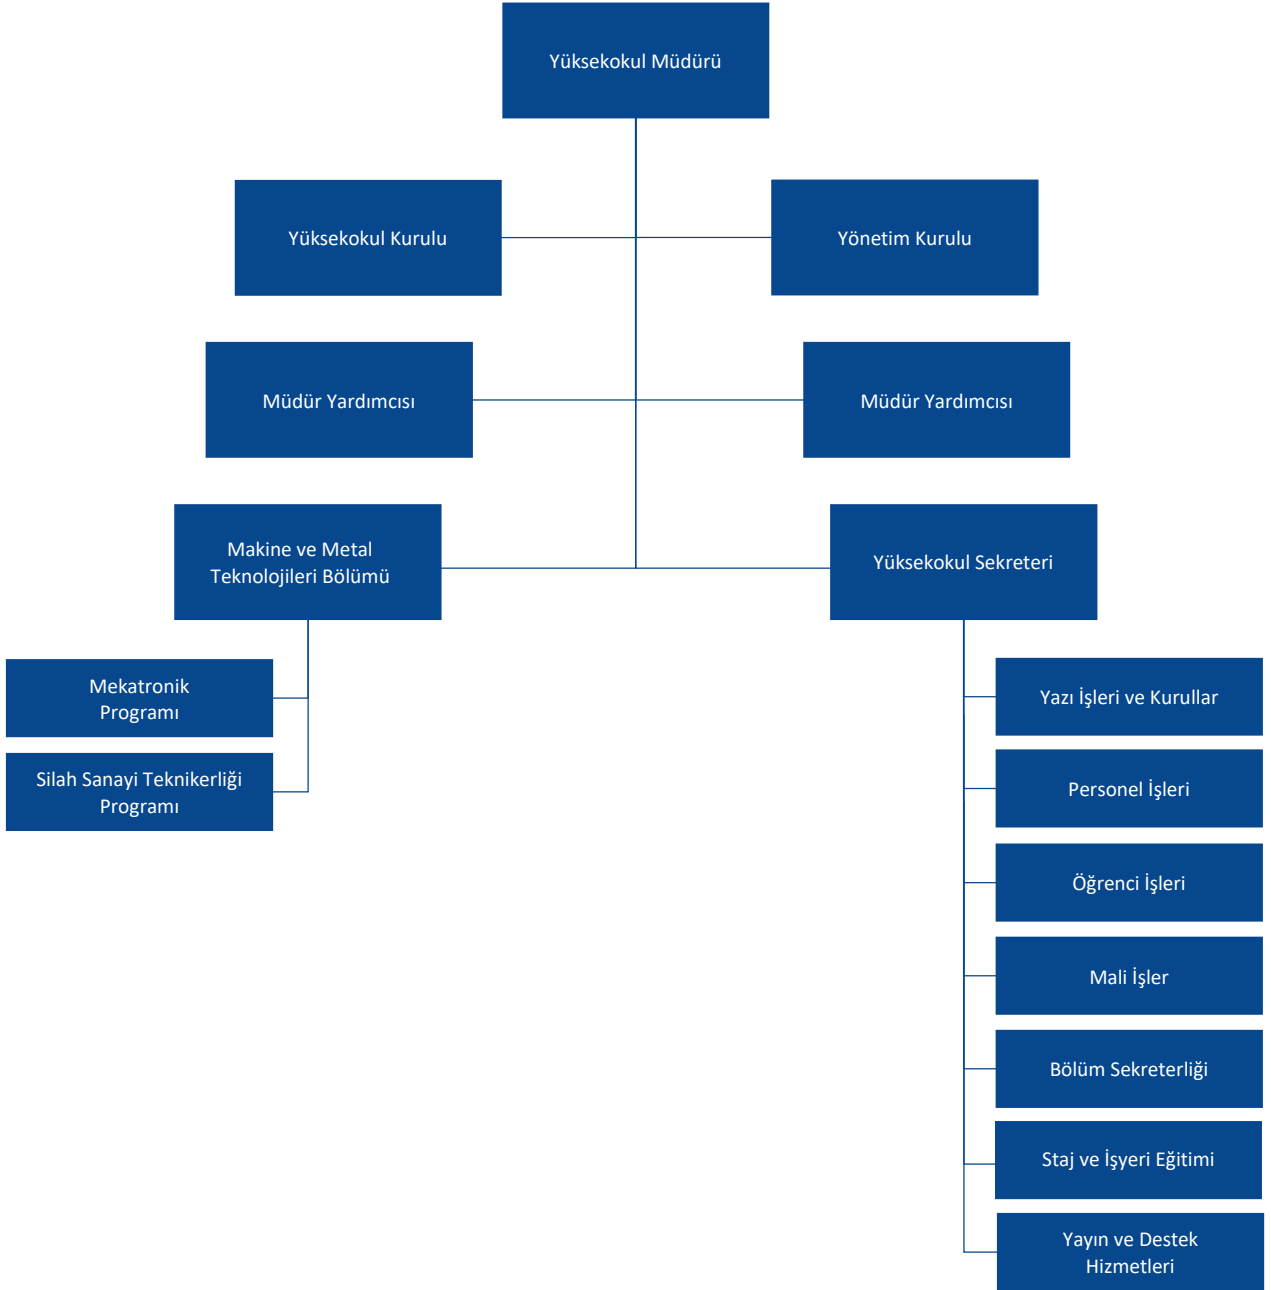 Yüksekokul Müdürü
Yüksekokul Kurulu
Yönetim Kurulu
Müdür Yardımcısı
Müdür Yardımcısı
Makine ve Metal
Teknolojileri Bölümü
Yüksekokul Sekreteri
Mekatronik
Programı
Silah Sanayi Teknikerliği
Programı
Yazı İşleri ve Kurullar
Personel İşleri
Öğrenci İşleri
Mali İşler
Bölüm Sekreterliği
Staj ve İşyeri Eğitimi
Yayın ve Destek
Hizmetleri